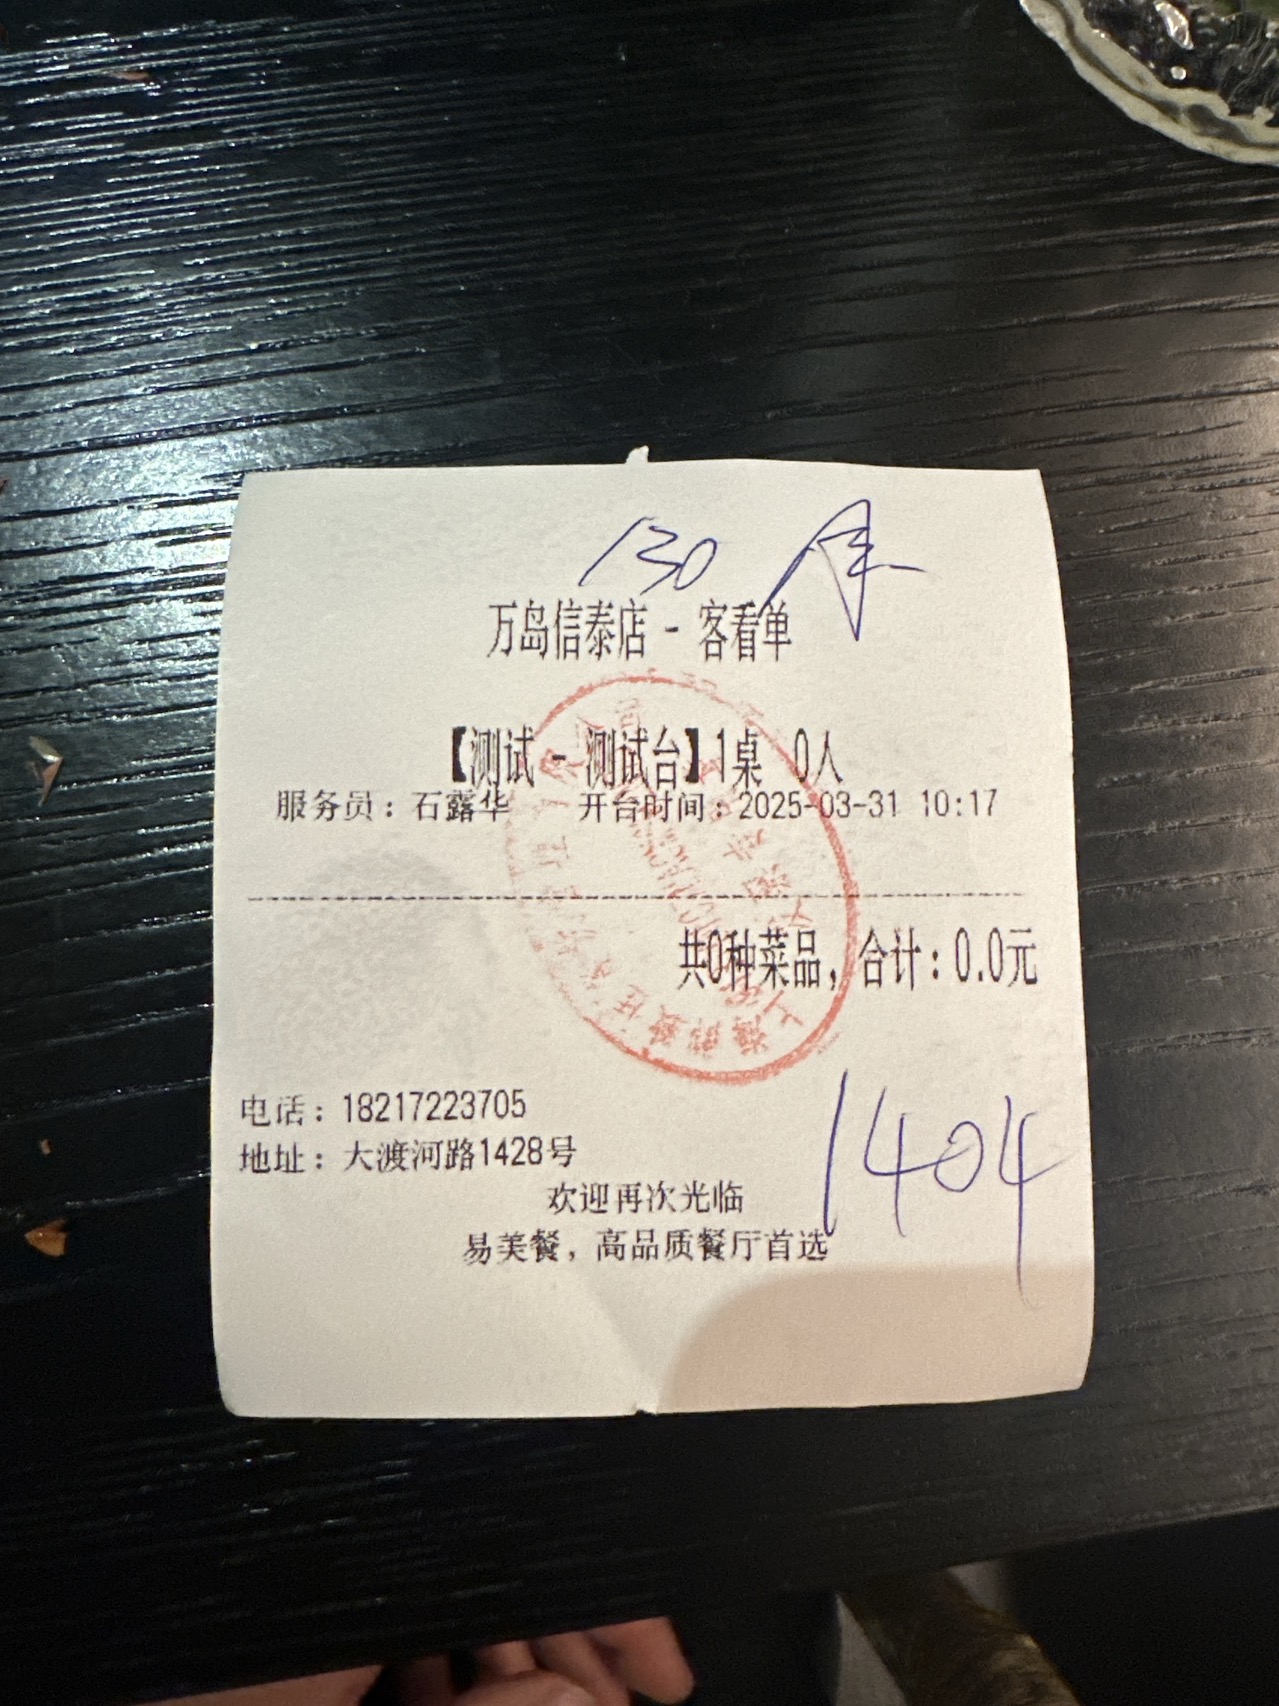 130
万岛信泰店 - 客看单
【测试 - 测试台】1桌 0人
服务员：石露华 开台时间：2025-03-31 10:17
共0种菜品，合计：0.0元
电话：18217223705
地址：大渡河路1428号
1404
欢迎再次光临
易美餐，高品质餐厅首选